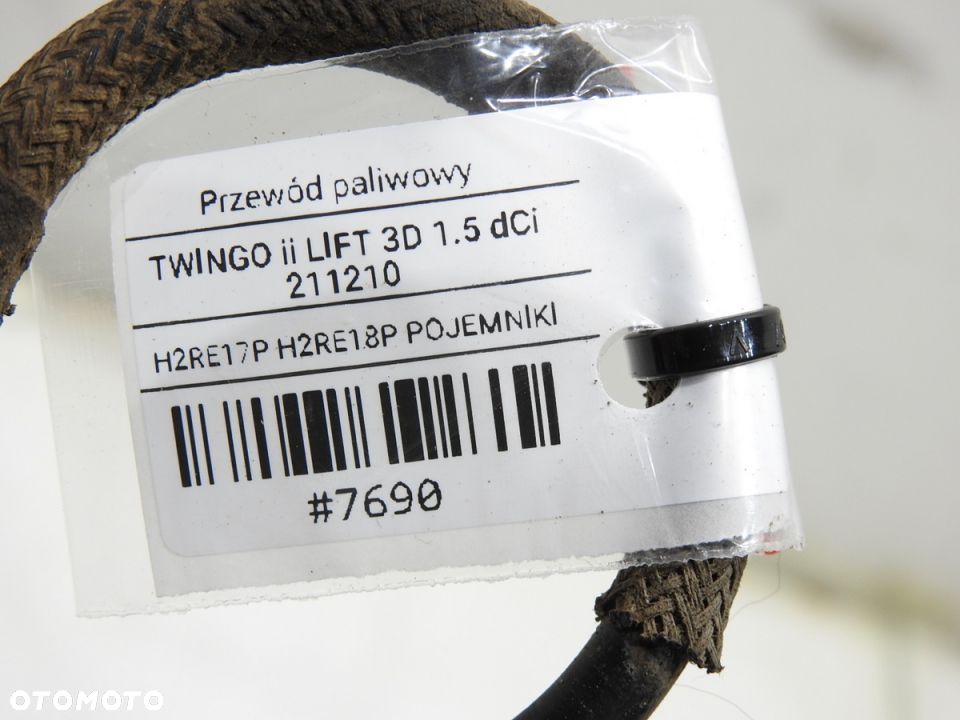 Przewód paliwowy
TWINGO ii LIFT 3D 1.5 dCi
211210
H2RE17P H2RE18P POJEMNIKI
#7690
OTOMOTO